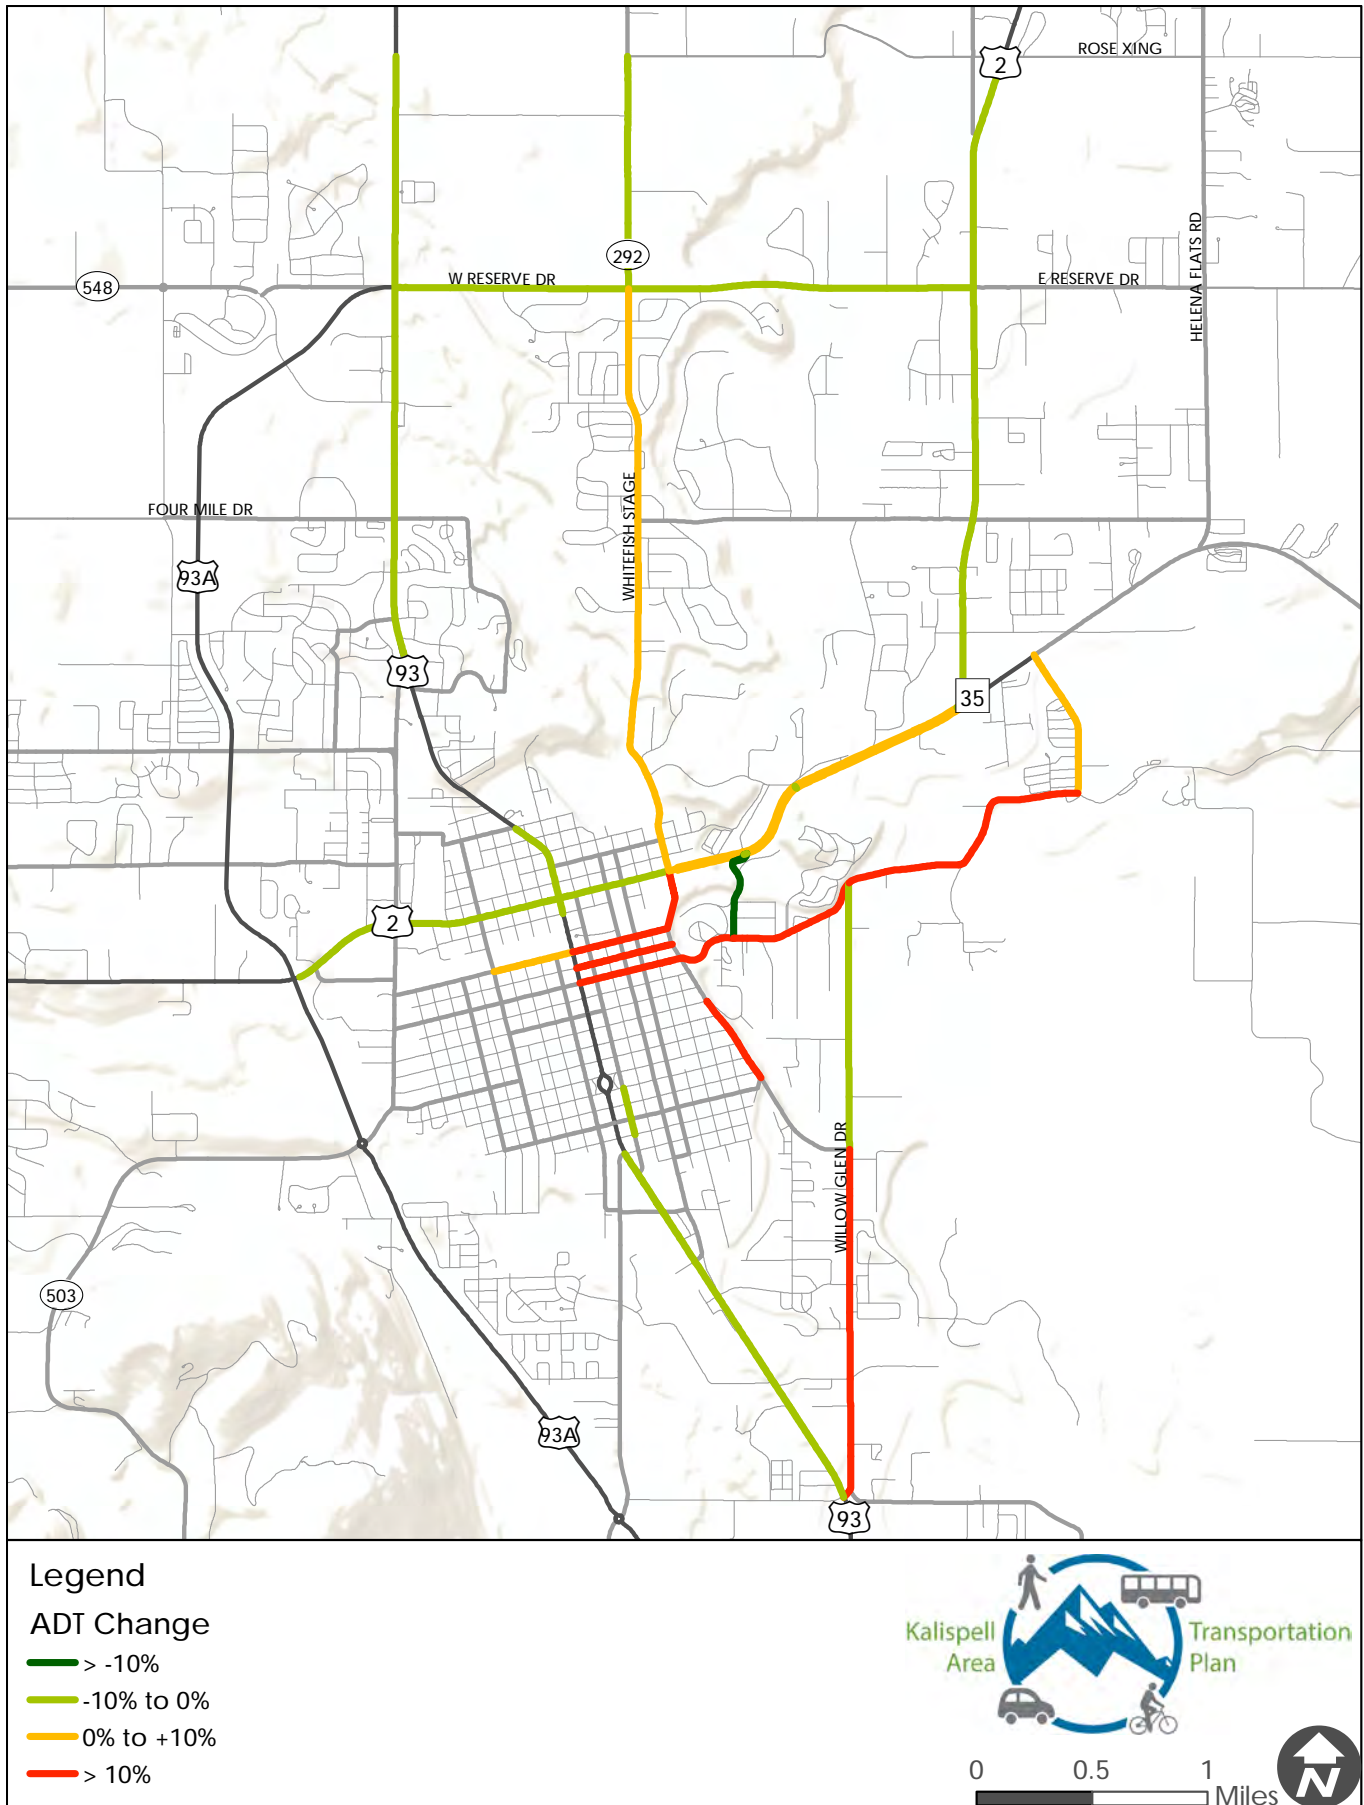 ROSE XING
2
HELENA FLATS RD
292
548
W RESERVE DR
E RESERVE DR
WHITEFISH STAGE
FOUR MILE DR
93A
93
35
2
WILLOW GLEN DR
503
93A
93
Legend
ADT Change
> -10%
-10% to 0%
0% to +10%
> 10%
Kalispell
Area
Transportation
Plan
0 0.5 1
Miles
N